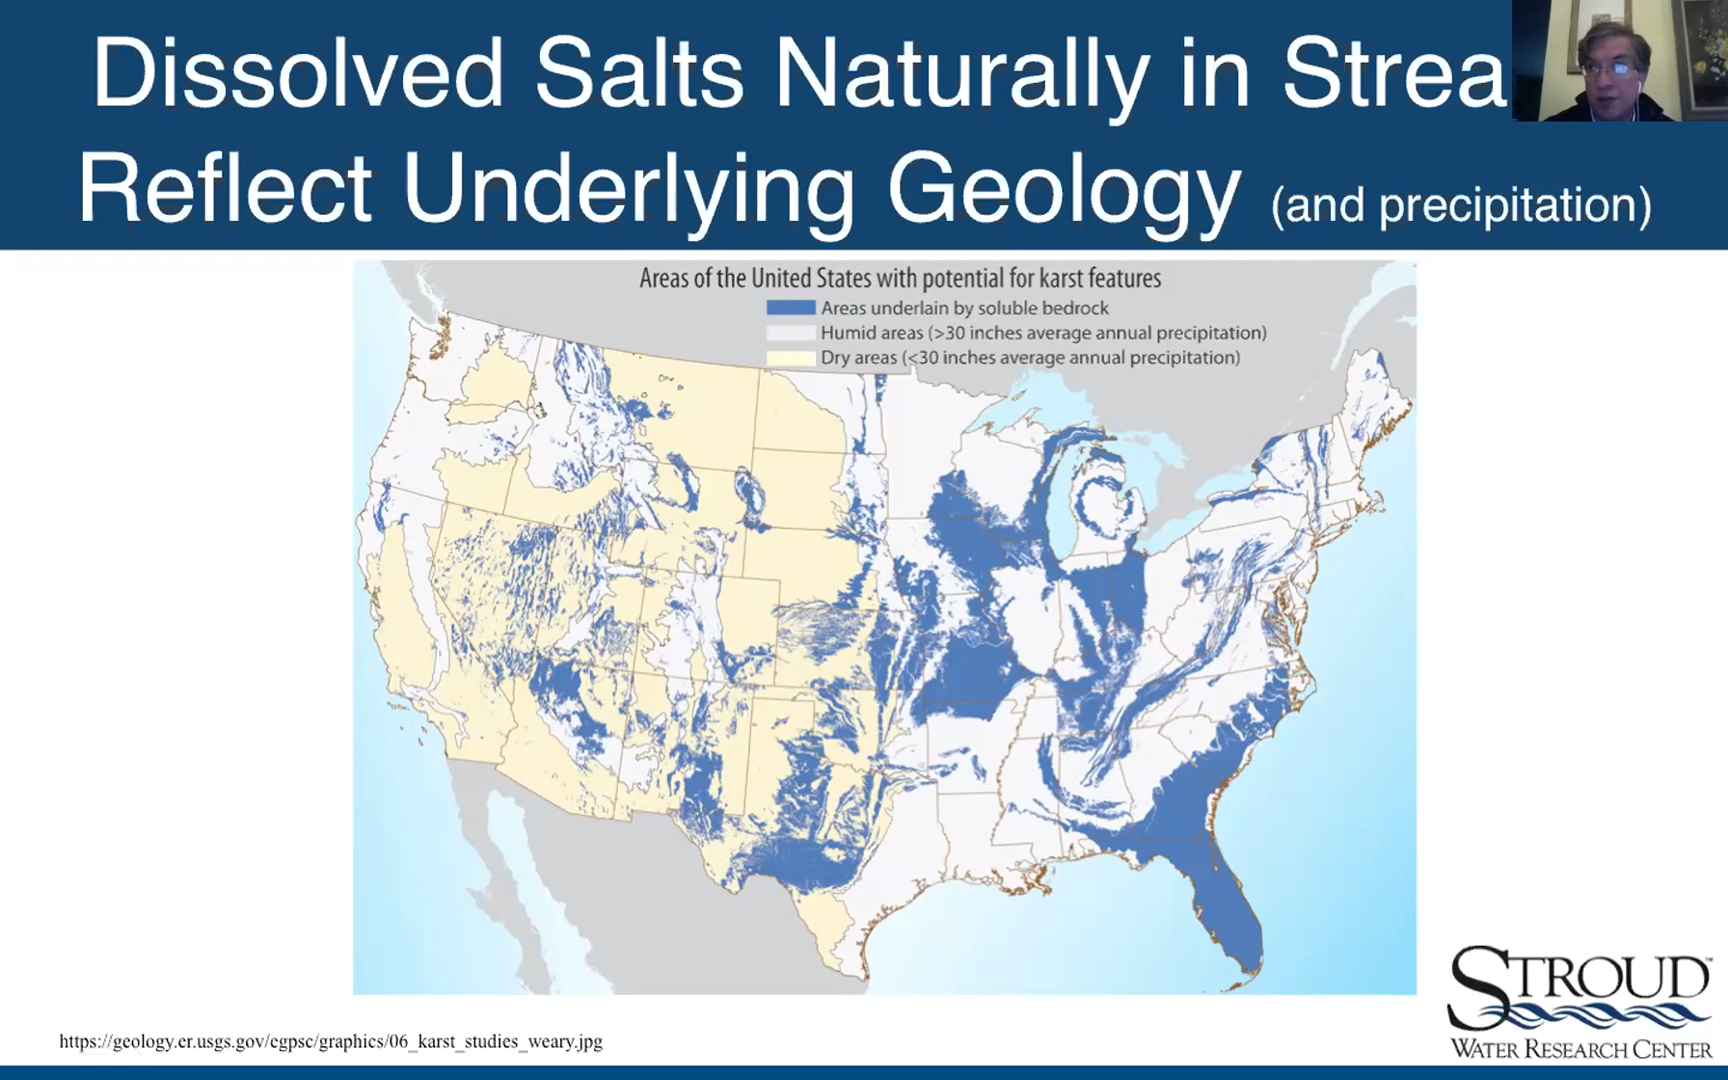 Dissolved Salts Naturally in Strea
Reflect Underlying Geology (and precipitation)
Areas of the United States with potential for karst features
Areas underlain by soluble bedrock
Humid areas (>30 inches average annual precipitation)
Dry areas (<30 inches average annual precipitation)
https://geology.er.usgs.gov/egpsc/graphics/06_karst_studies_weary.jpg
STROUD™
WATER RESEARCH CENTER